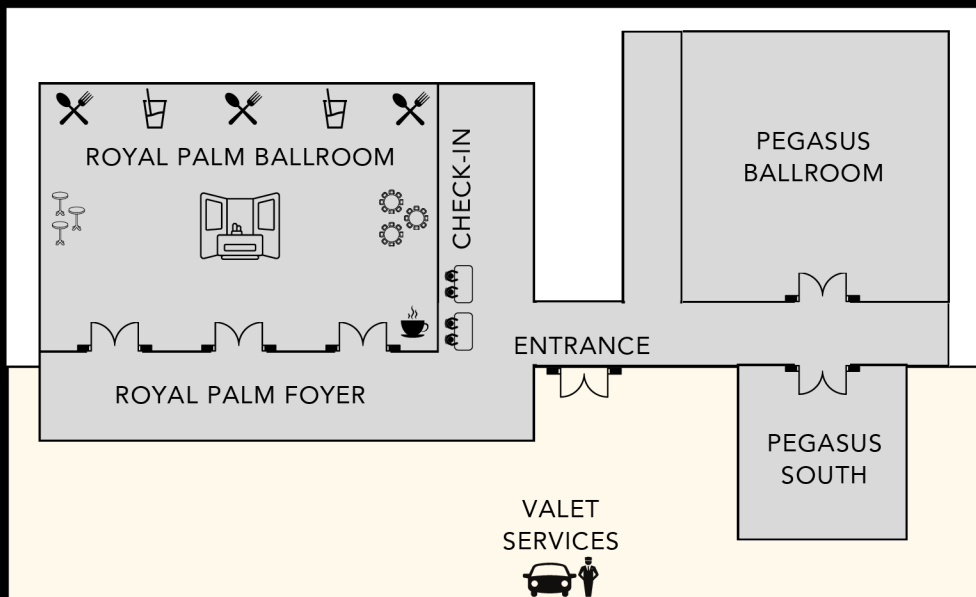 ROYAL PALM BALLROOM
CHECK-IN
PEGASUS
BALLROOM
ENTRANCE
ROYAL PALM FOYER
PEGASUS
SOUTH
VALET
SERVICES